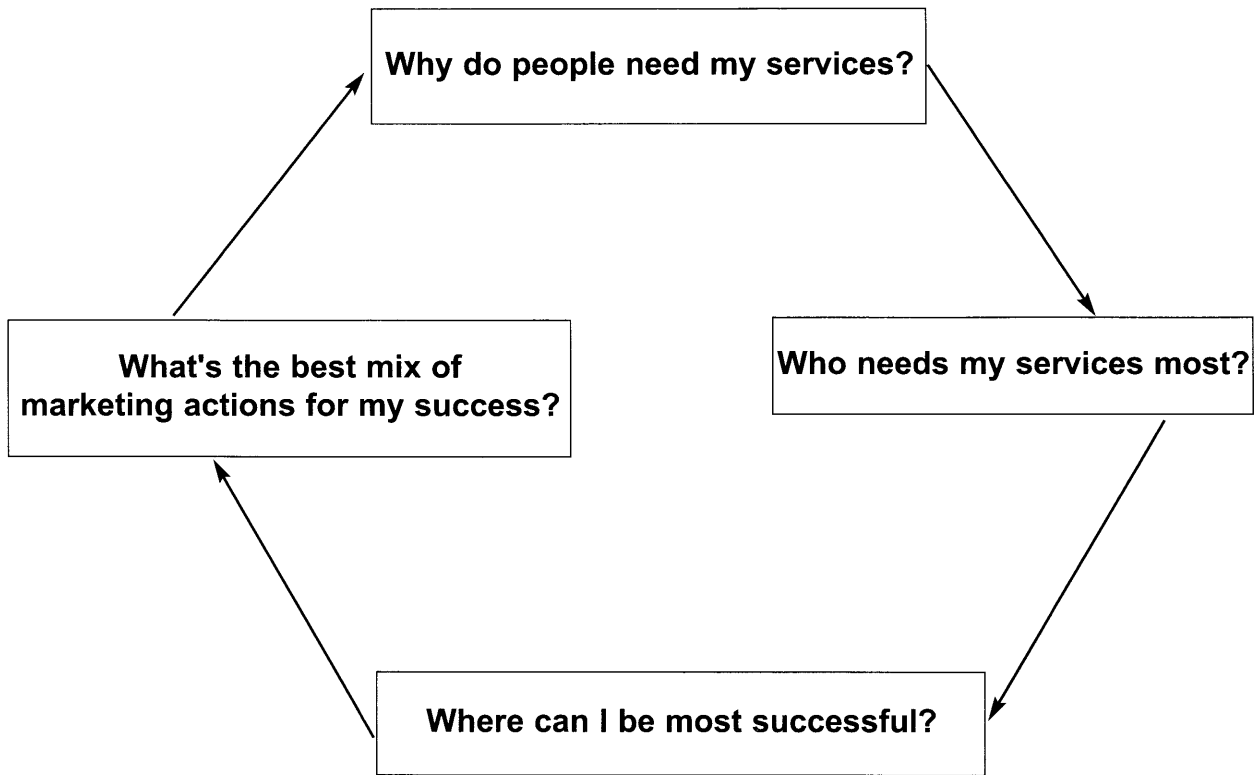 Why do people need my services?
Who needs my services most?
What's the best mix of
marketing actions for my success?
Where can I be most successful?